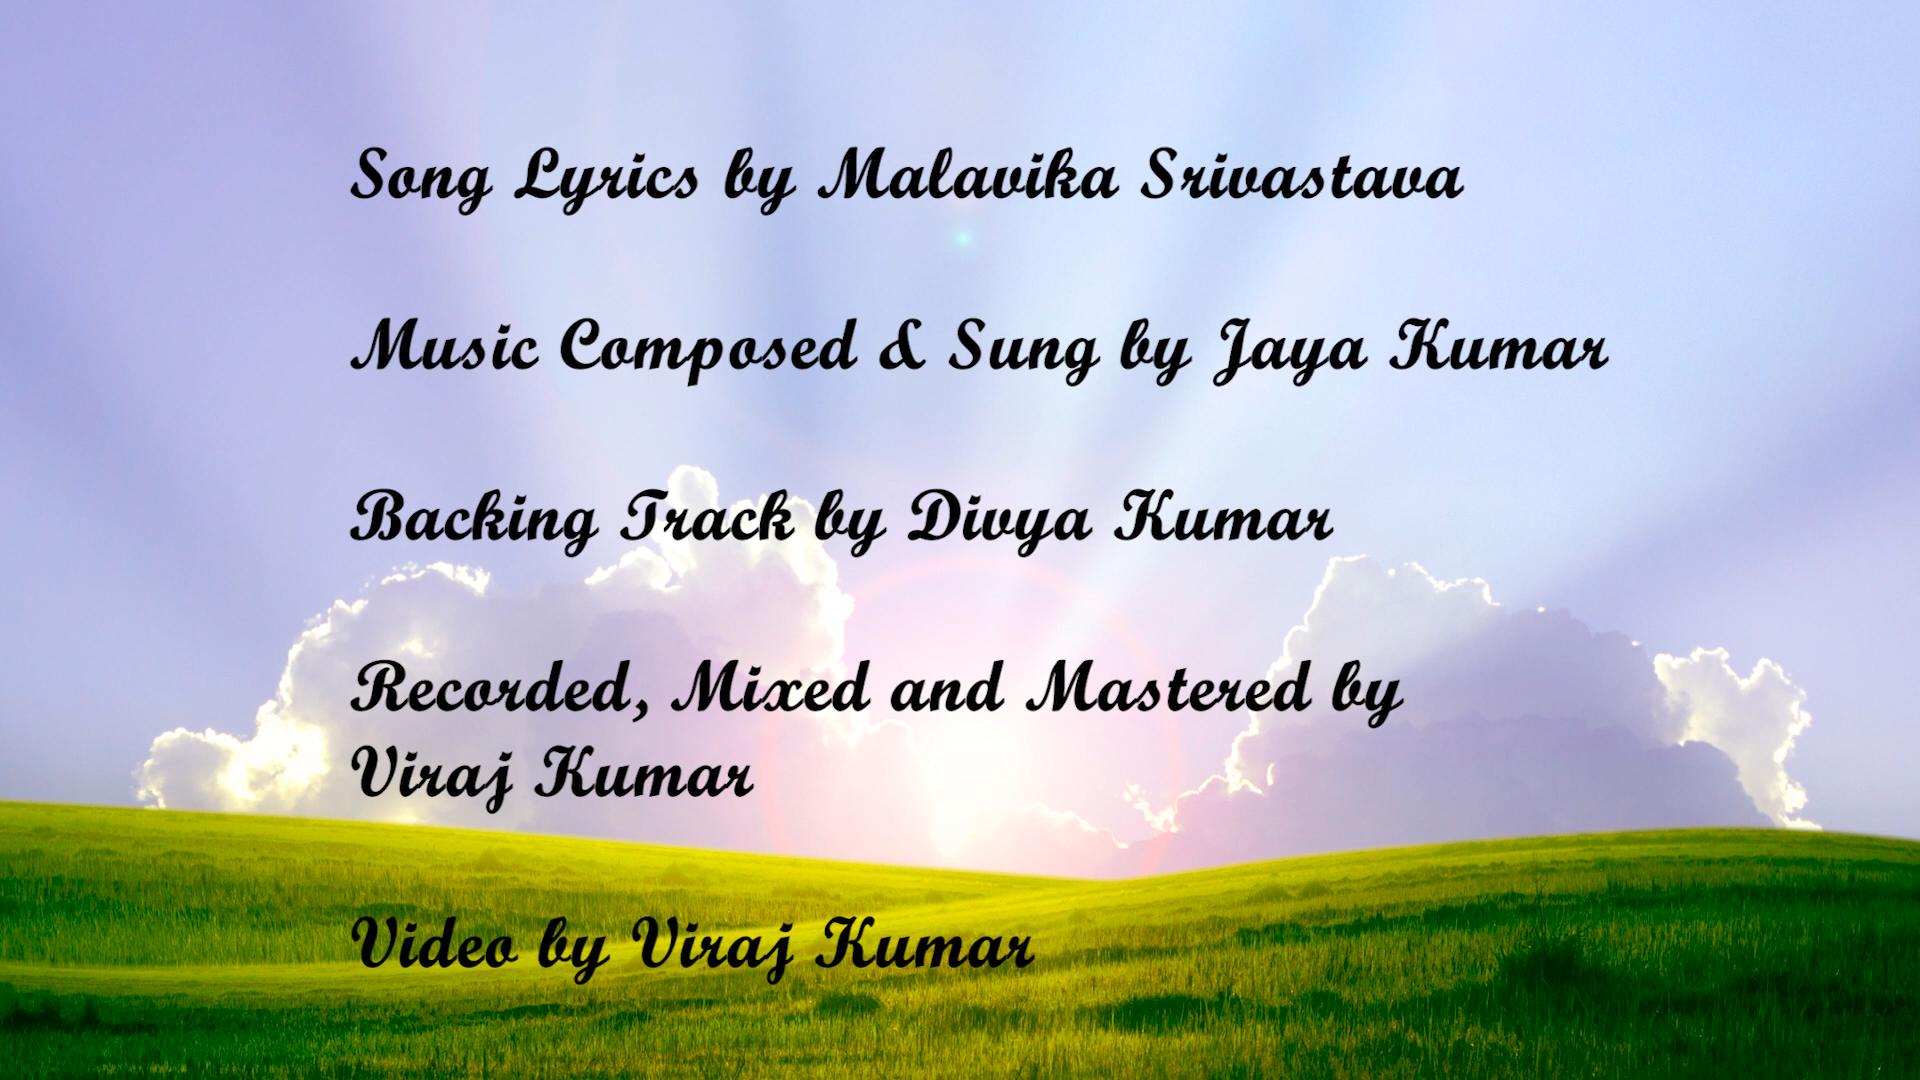 Song Lyrics by Malavika Srivastava
Music Composed & Sung by Jaya Kumar
Backing Track by Divya Kumar
Recorded, Mixed and Mastered by
Viraj Kumar
Video by Viraj Kumar